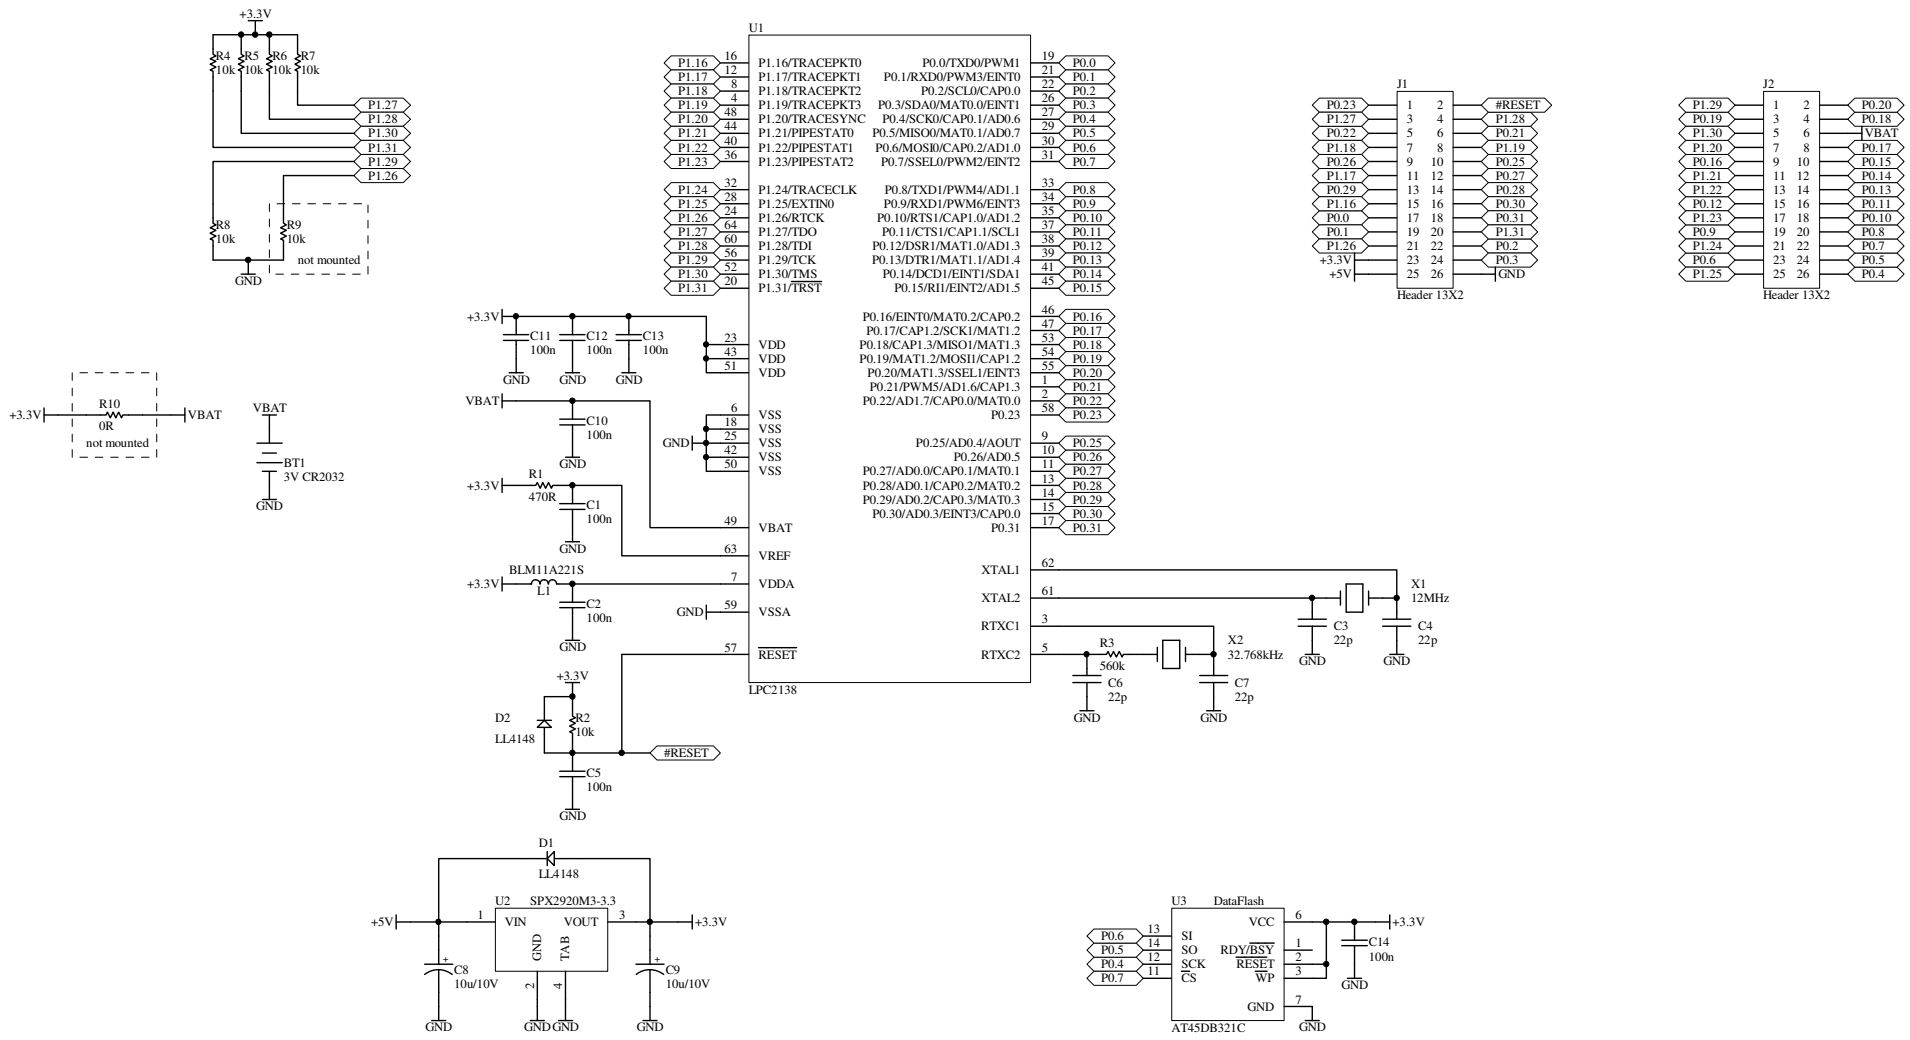 +3.3V
R4 R5 R6 R7
10k 10k 10k 10k
P1.27
P1.28
P1.30
P1.31
P1.29
P1.26
R8 R9
10k 10k
not mounted
GND
+3.3V R10 VBAT
0R
not mounted
VBAT
BT1
3V CR2032
GND
U1
P1.16 16 P1.16/TRACEPKT0 P0.0/TXD0/PWM1 19 P0.0
P1.17 12 P1.17/TRACEPKT1 P0.1/RXD0/PWM3/EINT0 21 P0.1
P1.18 8 P1.18/TRACEPKT2 P0.2/SCL0/CAP0.0 22 P0.2
P1.19 4 P1.19/TRACEPKT3 P0.3/SDA0/MAT0.0/EINT1 26 P0.3
P1.20 48 P1.20/TRACESYNC P0.4/SCK0/CAP0.1/AD0.6 27 P0.4
P1.21 44 P1.21/PIPESTAT0 P0.5/MISO0/MAT0.1/AD0.7 29 P0.5
P1.22 40 P1.22/PIPESTAT1 P0.6/MOSI0/CAP0.2/AD1.0 30 P0.6
P1.23 36 P1.23/PIPESTAT2 P0.7/SSEL0/PWM2/EINT2 31 P0.7
P1.24 32 P1.24/TRACECLK P0.8/TXD1/PWM4/AD1.1 33 P0.8
P1.25 28 P1.25/EXTIN0 P0.9/RXD1/PWM6/EINT3 34 P0.9
P1.26 24 P1.26/RTCK P0.10/RTS1/CAP1.0/AD1.2 35 P0.10
P1.27 64 P1.27/TDO P0.11/CTS1/CAP1.1/SCL1 37 P0.11
P1.28 60 P1.28/TDI P0.12/DSR1/MAT1.0/AD1.3 38 P0.12
P1.29 56 P1.29/TCK P0.13/DTR1/MAT1.1/AD1.4 39 P0.13
P1.30 52 P1.30/TMS P0.14/DCD1/EINT1/SDA1 41 P0.14
P1.31 20 P1.31/TRST P0.15/RI1/EINT2/AD1.5 45 P0.15
P0.16/EINT0/MAT0.2/CAP0.2 46 P0.16
P0.17/CAP1.2/SCK1/MAT1.2 47 P0.17
P0.18/CAP1.3/MISO1/MAT1.3 53 P0.18
P0.19/MAT1.2/MOSI1/CAP1.2 54 P0.19
P0.20/MAT1.3/SSEL1/EINT3 55 P0.20
P0.21/PWM5/AD1.6/CAP1.3 1 P0.21
P0.22/AD1.7/CAP0.0/MAT0.0 2 P0.22
P0.23 58 P0.23
P0.25/AD0.4/AOUT 9 P0.25
P0.26/AD0.5 10 P0.26
P0.27/AD0.0/CAP0.1/MAT0.1 11 P0.27
P0.28/AD0.1/CAP0.2/MAT0.2 13 P0.28
P0.29/AD0.2/CAP0.3/MAT0.3 14 P0.29
P0.30/AD0.3/EINT3/CAP0.0 15 P0.30
P0.31 17 P0.31
XTAL1 62
XTAL2 61
RTXC1 3
RTXC2 5
+3.3V
C11 C12 C13
100n 100n 100n
GND GND GND
23 VDD
43 VDD
51 VDD
VBAT
C10
100n
GND
6 VSS
18 VSS
GND 25 VSS
42 VSS
50 VSS
+3.3V R1
470R
C1
100n
GND
49 VBAT
63 VREF
BLM11A221S
+3.3V L1
7 VDDA
C2
100n
GND
GND 59 VSSA
57 RESET
LPC2138
+3.3V
D2
LL4148
R2
10k
#RESET
C5
100n
GND
X1
12MHz
C3 C4
22p 22p
GND GND
R3
560k
X2
32.768kHz
C6 C7
22p 22p
GND GND
J1
P0.23 1 2 #RESET
P1.27 3 4 P1.28
P0.22 5 6 P0.21
P1.18 7 8 P1.19
P0.26 9 10 P0.25
P1.17 11 12 P0.27
P0.29 13 14 P0.28
P1.16 15 16 P0.30
P0.0 17 18 P0.31
P0.1 19 20 P1.31
P1.26 21 22 P0.2
+3.3V 23 24 P0.3
+5V 25 26 GND
Header 13X2
J2
P1.29 1 2 P0.20
P0.19 3 4 P0.18
P1.30 5 6 VBAT
P1.20 7 8 P0.17
P0.16 9 10 P0.15
P1.21 11 12 P0.14
P1.22 13 14 P0.13
P0.12 15 16 P0.11
P1.23 17 18 P0.10
P0.9 19 20 P0.8
P1.24 21 22 P0.7
P0.6 23 24 P0.5
P1.25 25 26 P0.4
Header 13X2
D1
LL4148
U2 SPX2920M3-3.3
+5V 1 VIN VOUT 3 +3.3V
GND TAB
2 4
+ C8
10u/10V
+ C9
10u/10V
GND GND GND GND
U3 DataFlash
VCC 6 +3.3V
P0.6 13 SI
P0.5 14 SO RDY/BSY 1
P0.4 12 SCK RESET 2
P0.7 11 CS WP 3
C14
100n
GND
GND 7
AT45DB321C GND